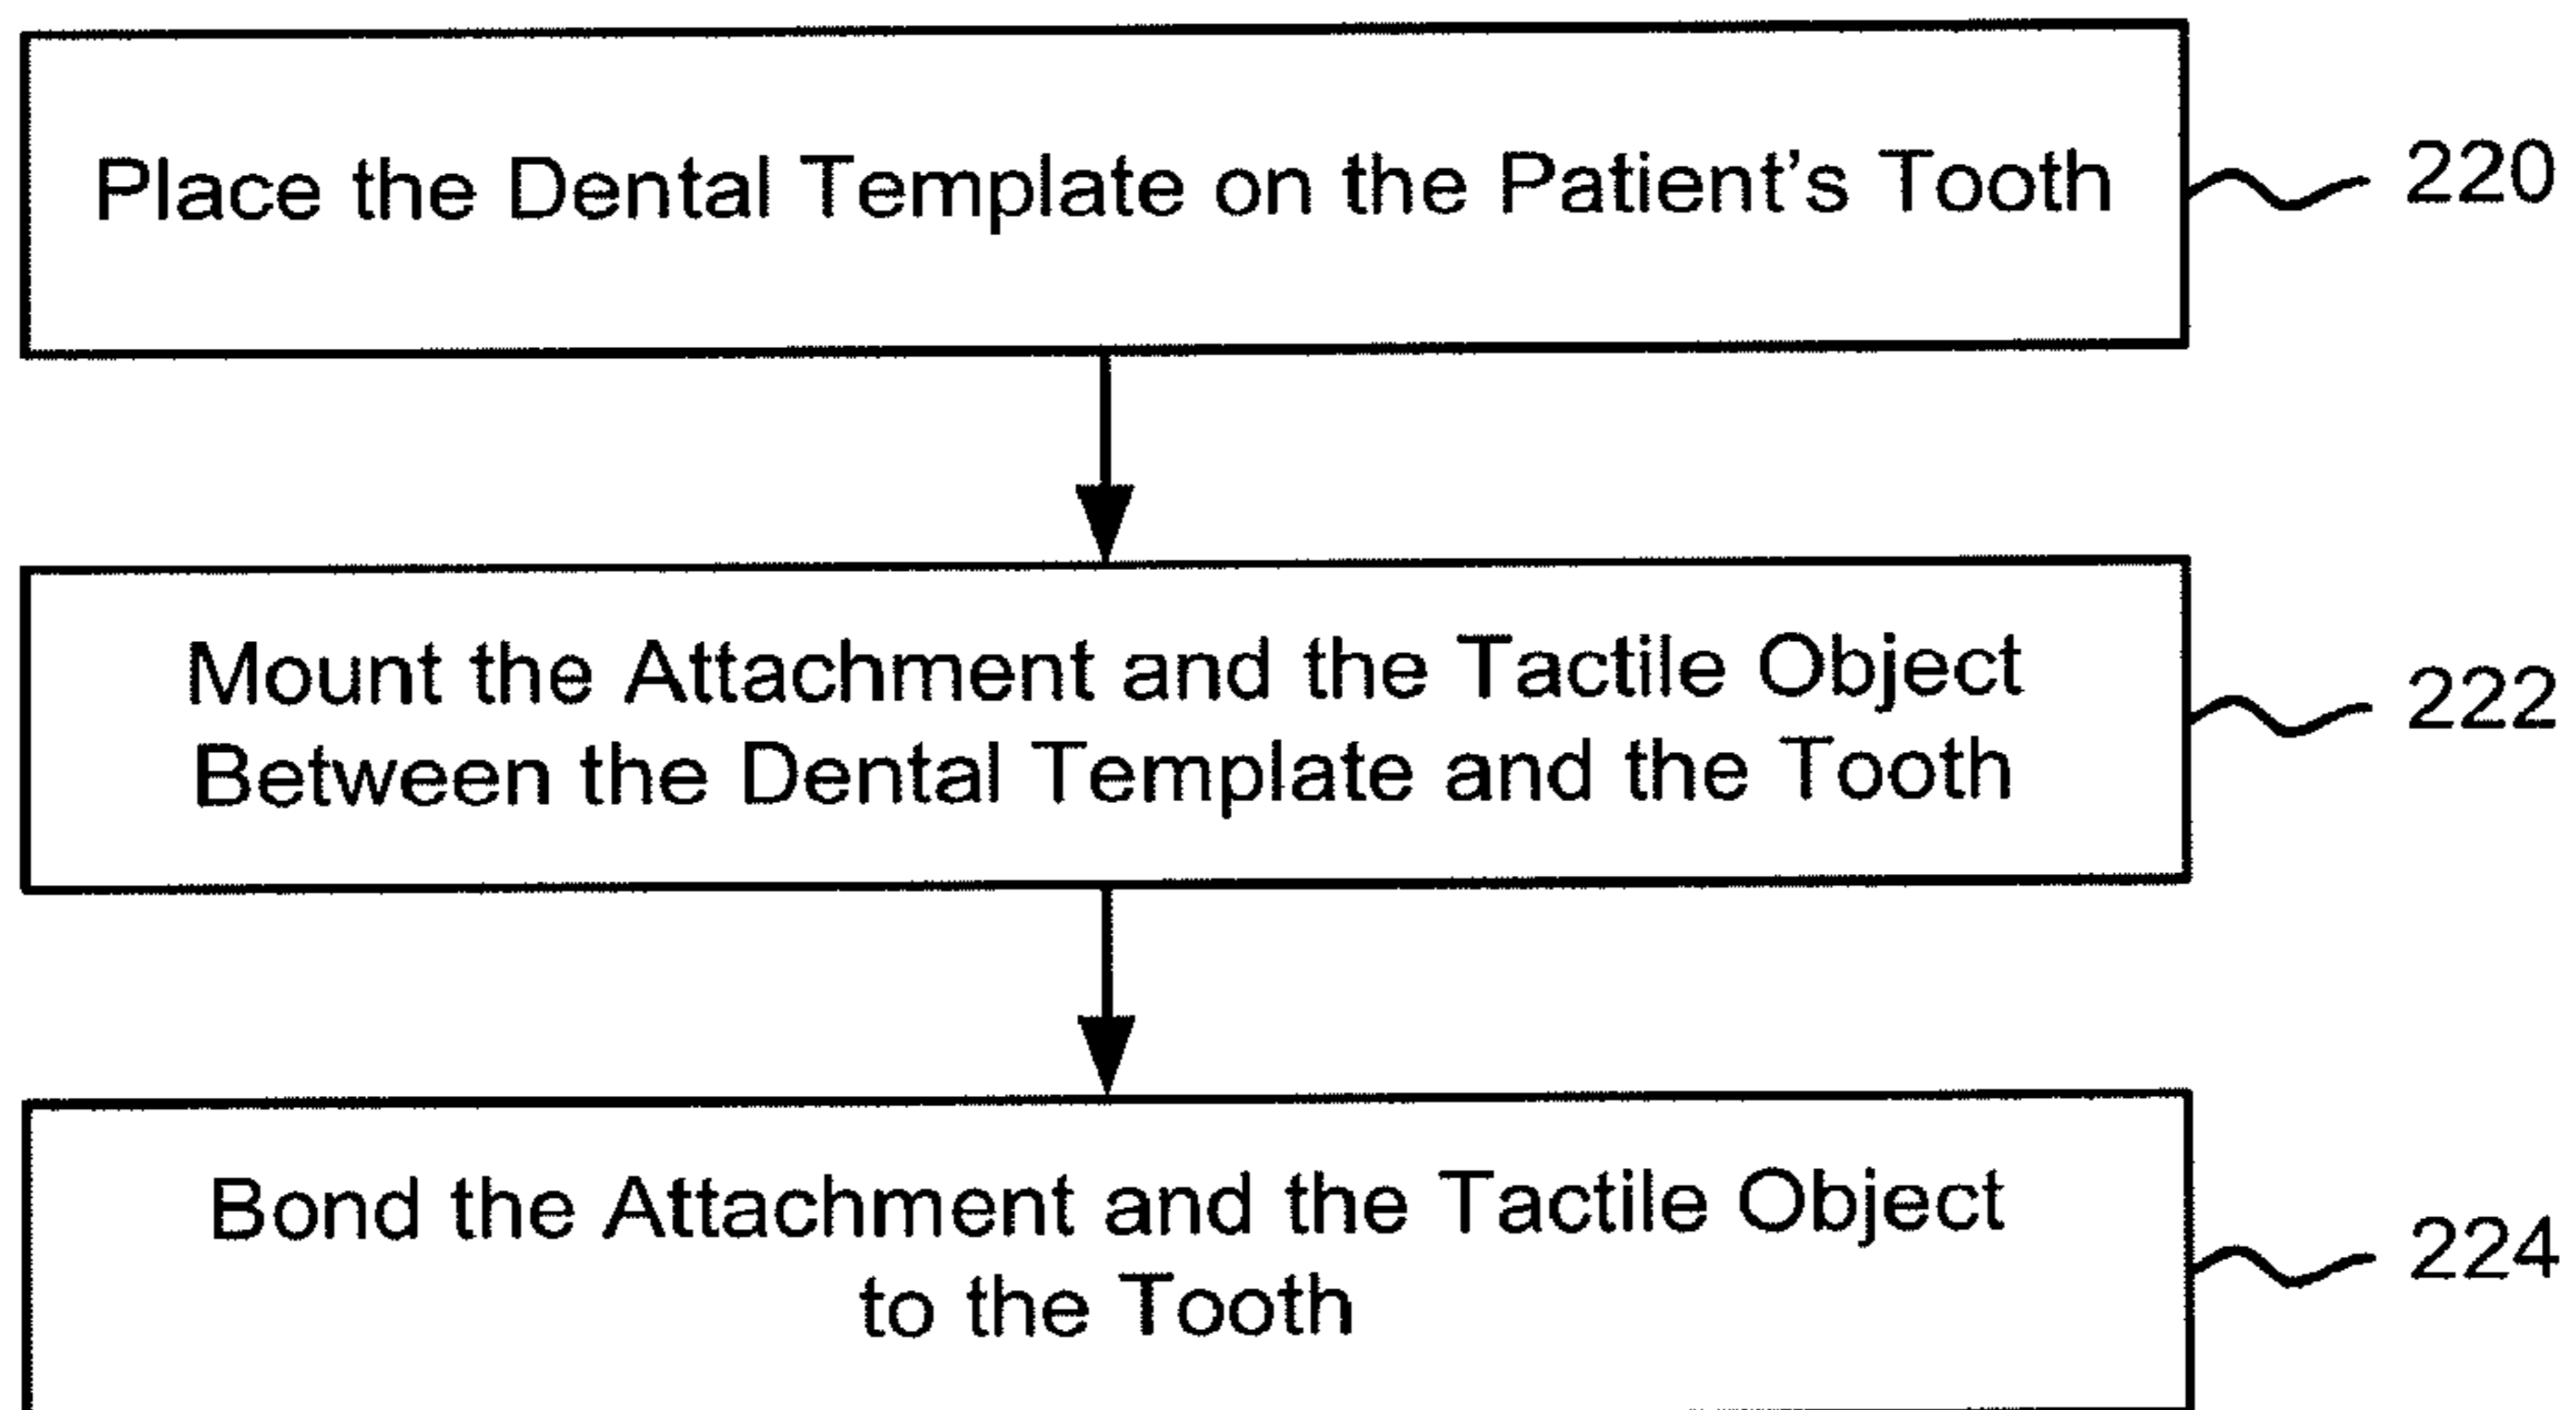 Place the Dental Template on the Patient's Tooth
220
Mount the Attachment and the Tactile Object
Between the Dental Template and the Tooth
222
Bond the Attachment and the Tactile Object
to the Tooth
224